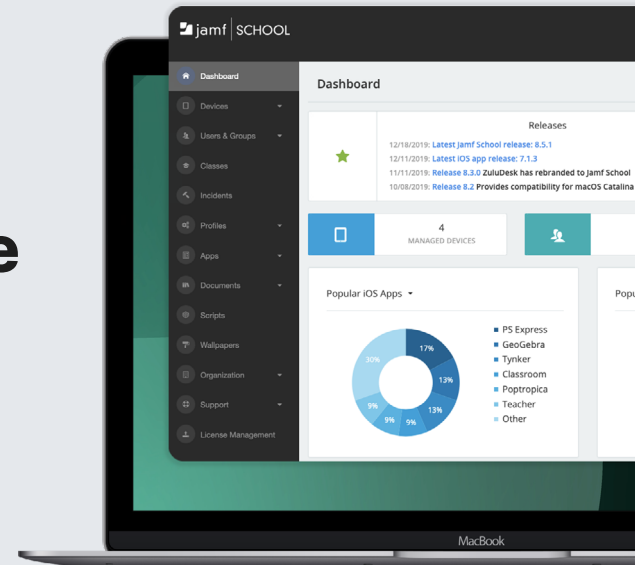 jamf SCHOOL
Dashboard
Devices
Users & Groups
Classes
Incidents
Profiles
Apps
Documents
Scripts
Wallpapers
Organization
Support
License Management
Dashboard
Releases
12/18/2019: Latest Jamf School release: 8.5.1
12/11/2019: Latest iOS app release: 7.1.3
11/11/2019: Release 8.3.0 ZuluDesk has rebranded to Jamf School
10/08/2019: Release 8.2 Provides compatibility for macOS Catalina
4
MANAGED DEVICES
Popular iOS Apps
17%
13%
13%
9%
9%
9%
30%
PS Express
GeoGebra
Tynker
Classroom
Poptropica
Teacher
Other
Popu
e
MacBook